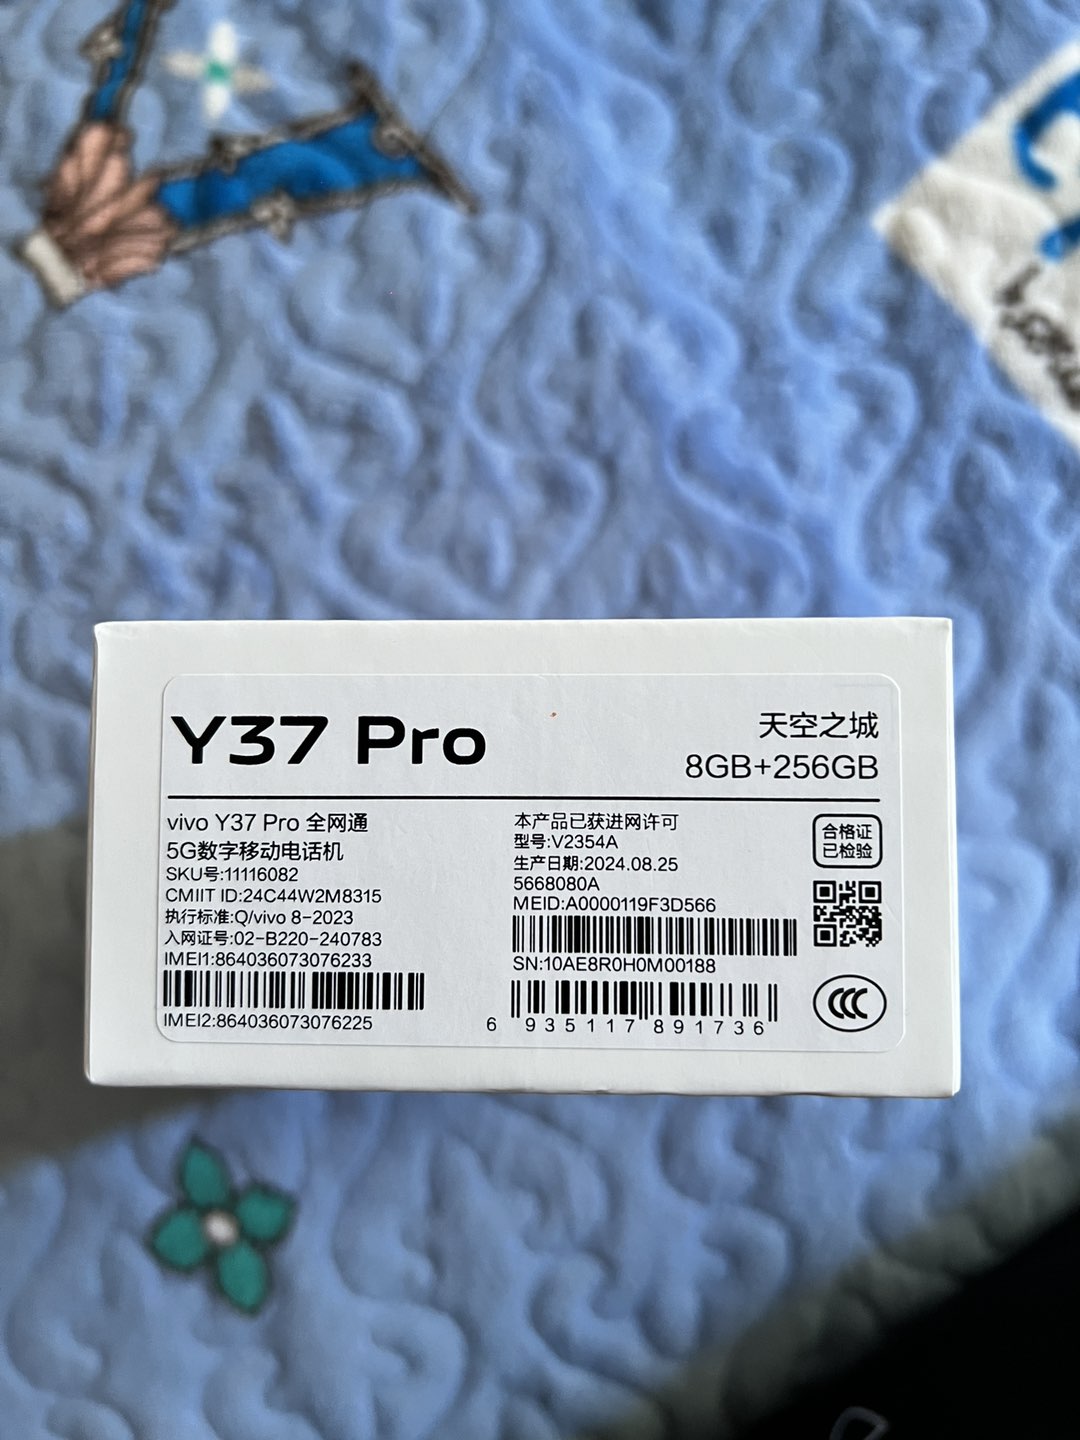 Y37 Pro
天空之城
8GB+256GB
vivo Y37 Pro 全网通
5G数字移动电话机
SKU号:11116082
CMIIT ID:24C44W2M8315
执行标准:Q/vivo 8-2023
入网证号:02-B220-240783
IMEI1:864036073076233
IMEI2:864036073076225
本产品已获进网许可
型号:V2354A
生产日期:2024.08.25
5668080A
MEID:A0000119F3D566
SN:10AE8R0H0M00188
6 935117 891736
合格证
已检验
CCC